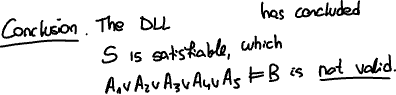 Conclusion. The DLL has concluded
S is satisfiable, which
A₁∨A₂∨A₃∨A₄∨A₅ ⊨ B is not valid.